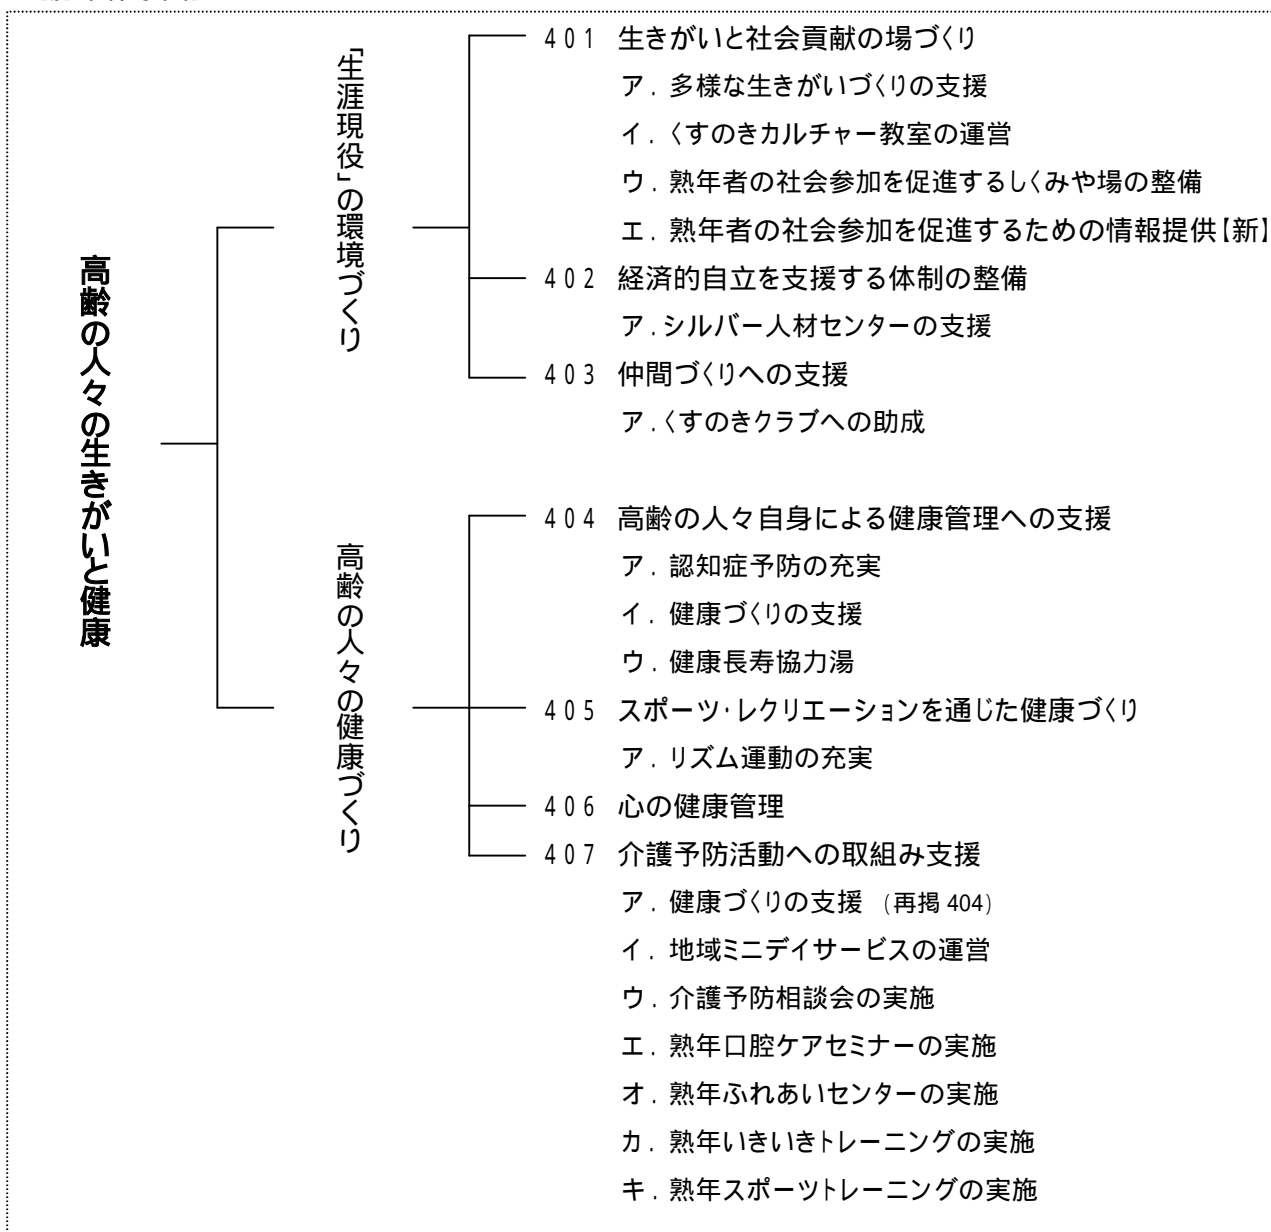 高齢の人々の生きがいと健康
「生涯現役」の環境づくり
401 生きがいと社会貢献の場づくり
ア．多様な生きがいづくりの支援
イ．くすのきカルチャー教室の運営
ウ．熟年者の社会参加を促進するしくみや場の整備
エ．熟年者の社会参加を促進するための情報提供【新】
402 経済的自立を支援する体制の整備
ア．シルバー人材センターの支援
403 仲間づくりへの支援
ア．くすのきクラブへの助成
高齢の人々の健康づくり
404 高齢の人々自身による健康管理への支援
ア．認知症予防の充実
イ．健康づくりの支援
ウ．健康長寿協力湯
405 スポーツ・レクリエーションを通じた健康づくり
ア．リズム運動の充実
406 心の健康管理
407 介護予防活動への取組み支援
ア．健康づくりの支援 （再掲 404）
イ．地域ミニデイサービスの運営
ウ．介護予防相談会の実施
エ．熟年口腔ケアセミナーの実施
オ．熟年ふれあいセンターの実施
カ．熟年いきいきトレーニングの実施
キ．熟年スポーツトレーニングの実施